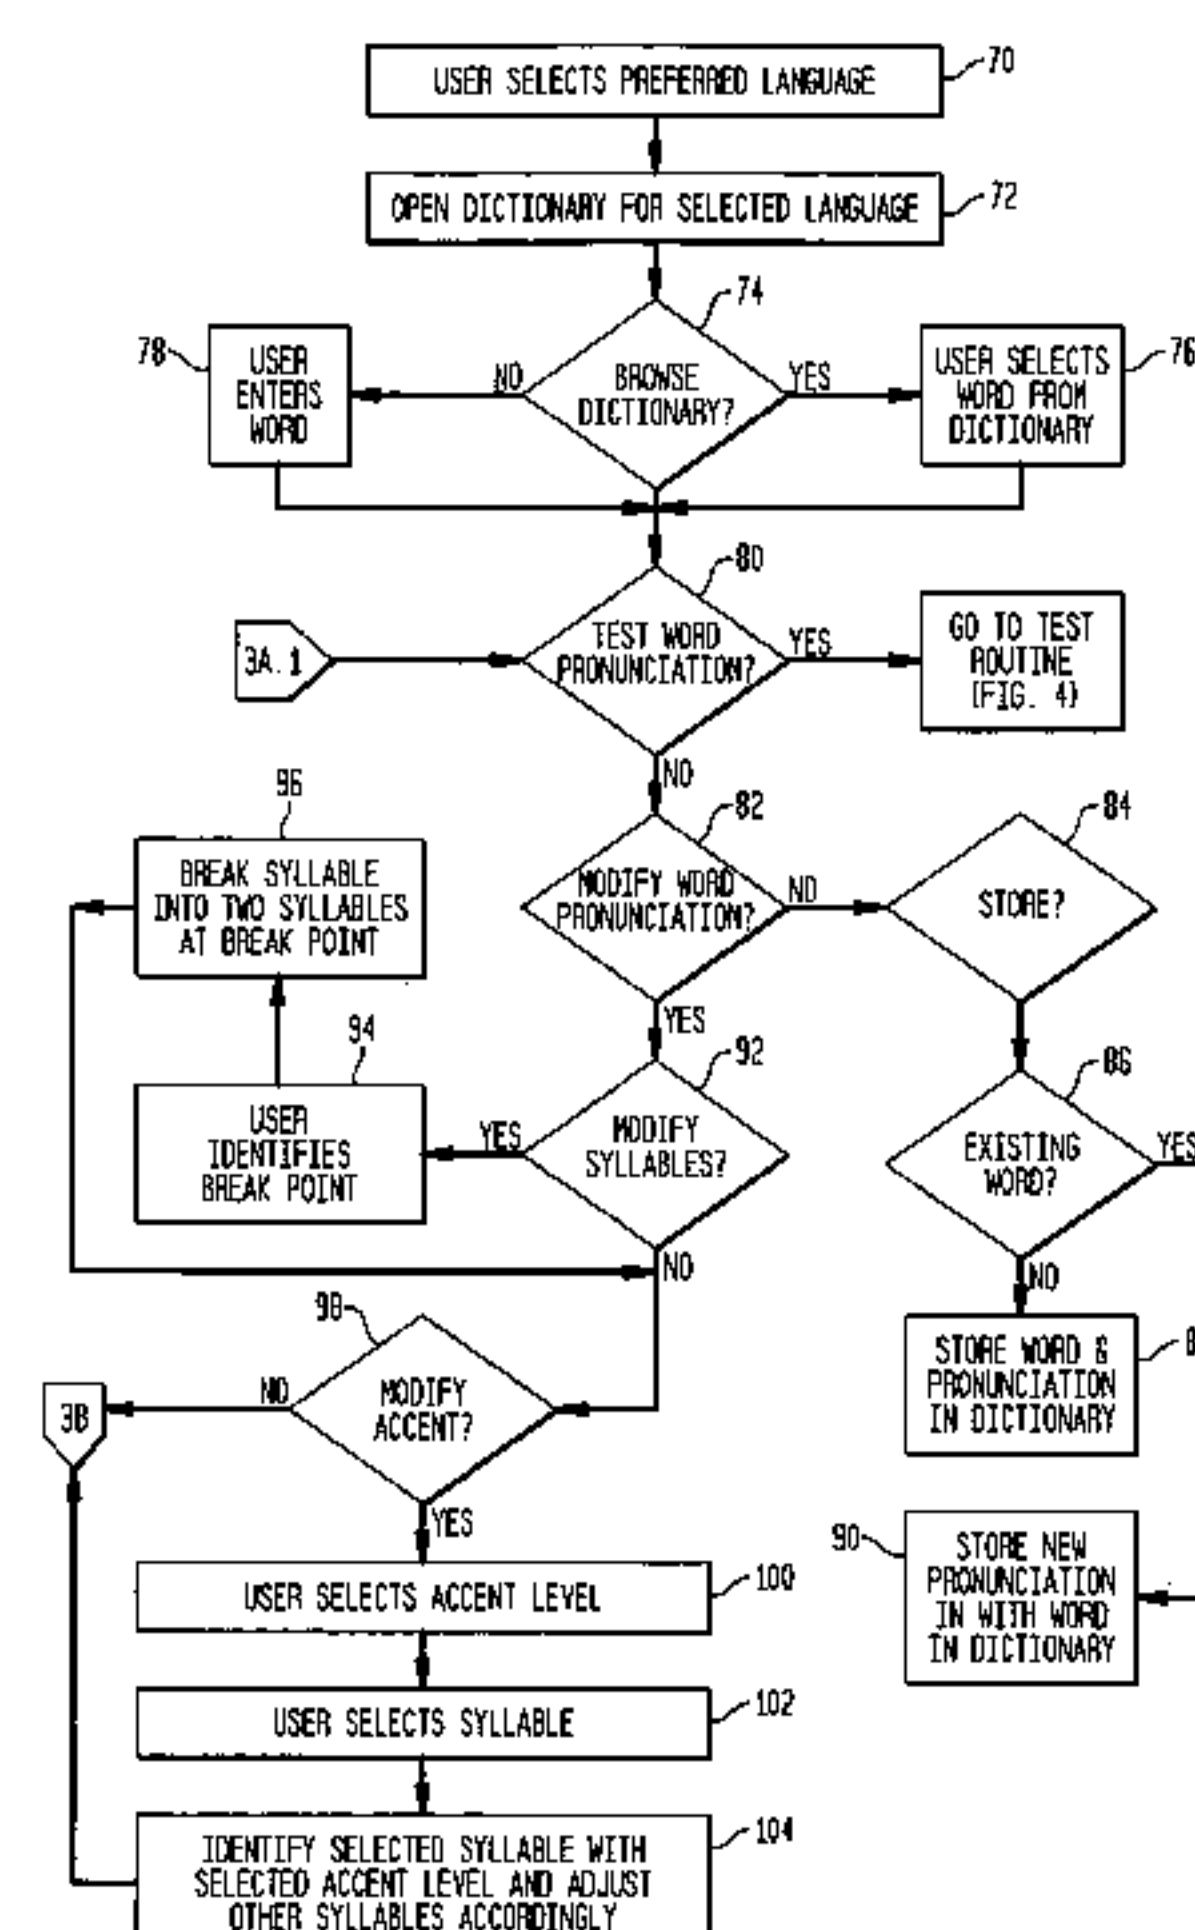 70
USER SELECTS PREFERRED LANGUAGE
72
OPEN DICTIONARY FOR SELECTED LANGUAGE
74
78
USER
ENTERS
WORD
NO
BROWSE
DICTIONARY?
YES
76
USER SELECTS
WORD FROM
DICTIONARY
80
3A.1
TEST WORD
PRONUNCIATION?
YES
GO TO TEST
ROUTINE
(FIG. 4)
NO
96
BREAK SYLLABLE
INTO TWO SYLLABLES
AT BREAK POINT
82
MODIFY WORD
PRONUNCIATION?
NO
84
STORE?
YES
94
USER
IDENTIFIES
BREAK POINT
92
YES
MODIFY
SYLLABLES?
86
EXISTING
WORD?
YES
NO
NO
98
3B
NO
MODIFY
ACCENT?
8
STORE WORD &
PRONUNCIATION
IN DICTIONARY
YES
90
STORE NEW
PRONUNCIATION
IN WITH WORD
IN DICTIONARY
100
USER SELECTS ACCENT LEVEL
102
USER SELECTS SYLLABLE
104
IDENTIFY SELECTED SYLLABLE WITH
SELECTED ACCENT LEVEL AND ADJUST
OTHER SYLLABLES ACCORDINGLY